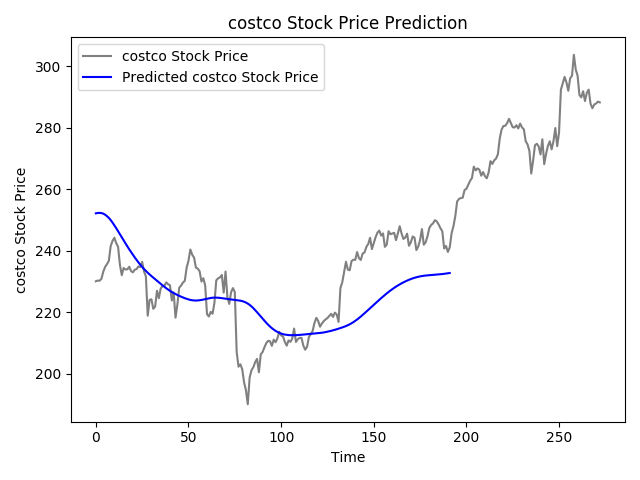 costco Stock Price Prediction
costco Stock Price
Predicted costco Stock Price
costco Stock Price
300
280
260
240
220
200
0
50
100
150
200
250
Time